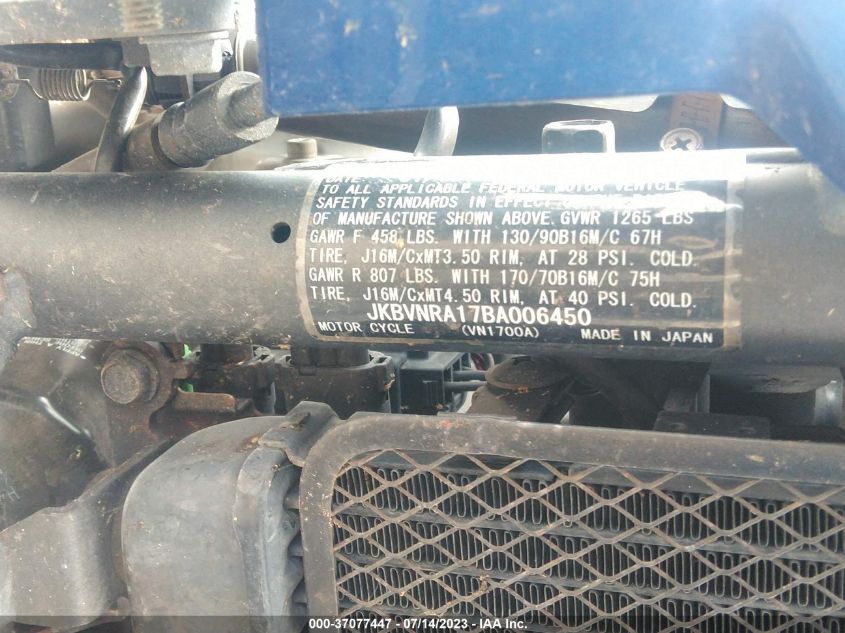 DATE
TO ALL APPLICABLE FEDERAL MOTOR VEHICLE
SAFETY STANDARDS IN EFFECT
OF MANUFACTURE SHOWN ABOVE. GVWR 1265 LBS
GAWR F 458 LBS. WITH 130/90B16M/C 67H
TIRE, J16M/CxMT3.50 RIM, AT 28 PSI. COLD.
GAWR R 807 LBS. WITH 170/70B16M/C 75H
TIRE, J16M/CxMT4.50 RIM, AT 40 PSI. COLD.
JKBVNRA17BA006450
MOTOR CYCLE (VN1700A) MADE IN JAPAN
000-37077447 / 07/14/2023 - IAA Inc.